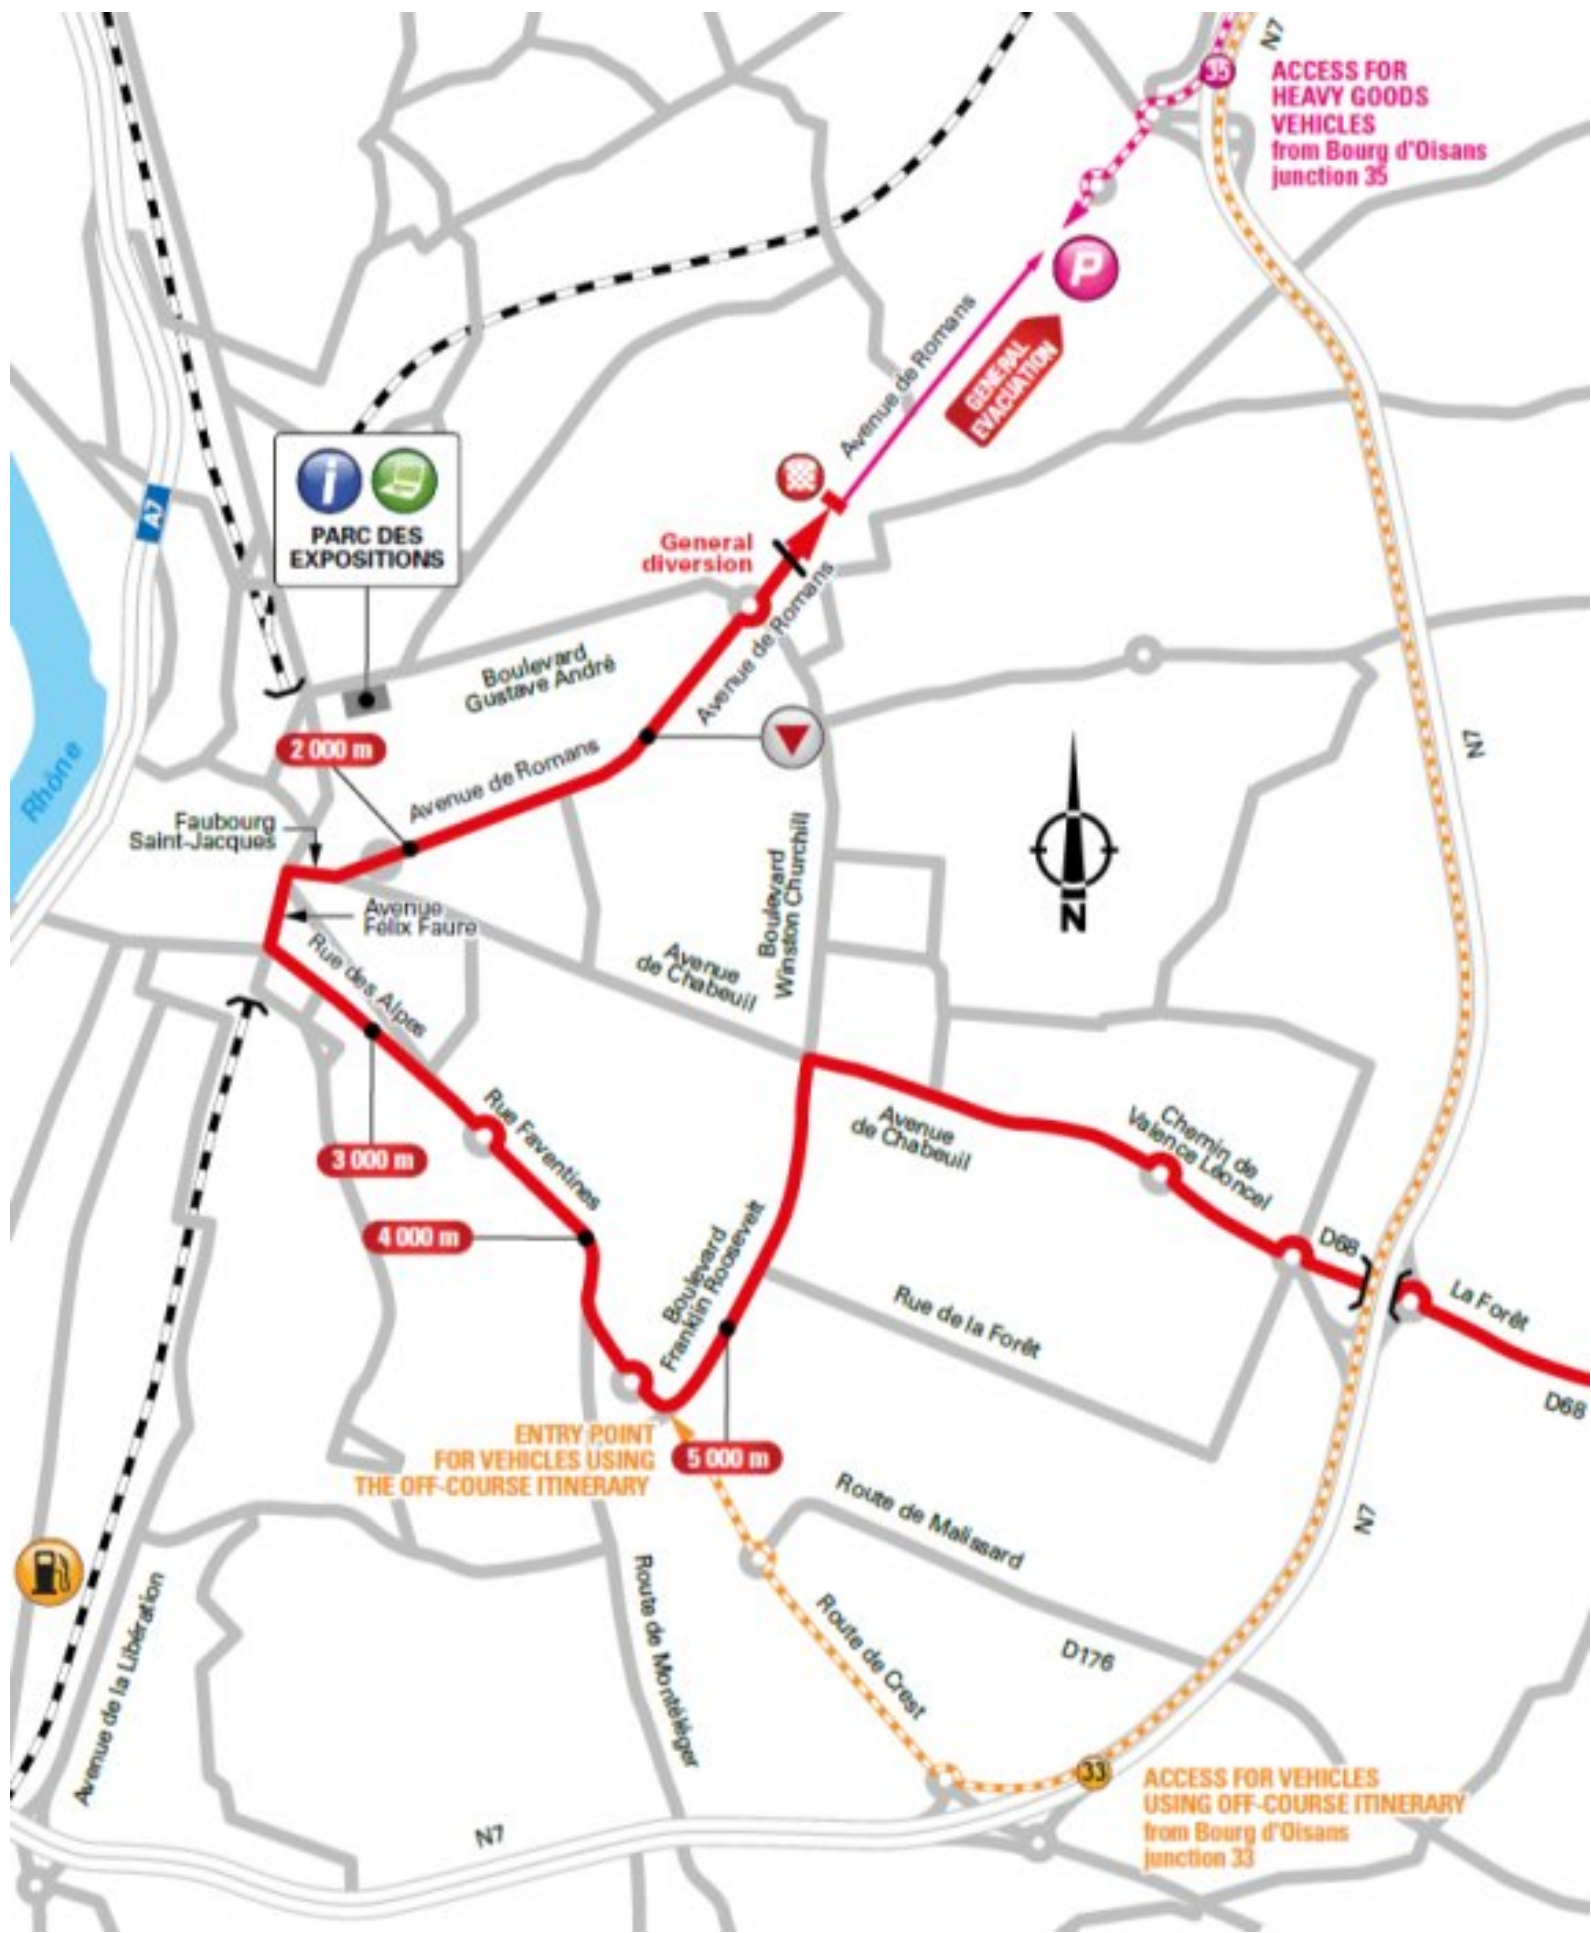 N7
35
ACCESS FOR
HEAVY GOODS
VEHICLES
from Bourg d'Oisans
junction 35
P
Avenue de Romans
GENERAL
EVACUATION
A7
i
PARC DES
EXPOSITIONS
General
diversion
Avenue de Romans
Boulevard
Gustave André
2 000 m
Avenue de Romans
N7
Rhône
Faubourg
Saint-Jacques
Boulevard
Winston Churchill
N
Avenue
Félix Faure
Rue des Alpes
Avenue
de Chabeuil
Rue Faventines
Avenue
de Chabeuil
Chemin de
Valence Léoncel
3 000 m
4 000 m
Boulevard
Franklin Roosevelt
D68
La Forêt
Rue de la Forêt
D68
ENTRY POINT
FOR VEHICLES USING
THE OFF-COURSE ITINERARY
5 000 m
Route de Malissard
N7
Avenue de la Libération
Route de Montéléger
Route de Crest
D176
33
ACCESS FOR VEHICLES
USING OFF-COURSE ITINERARY
from Bourg d'Oisans
junction 33
N7